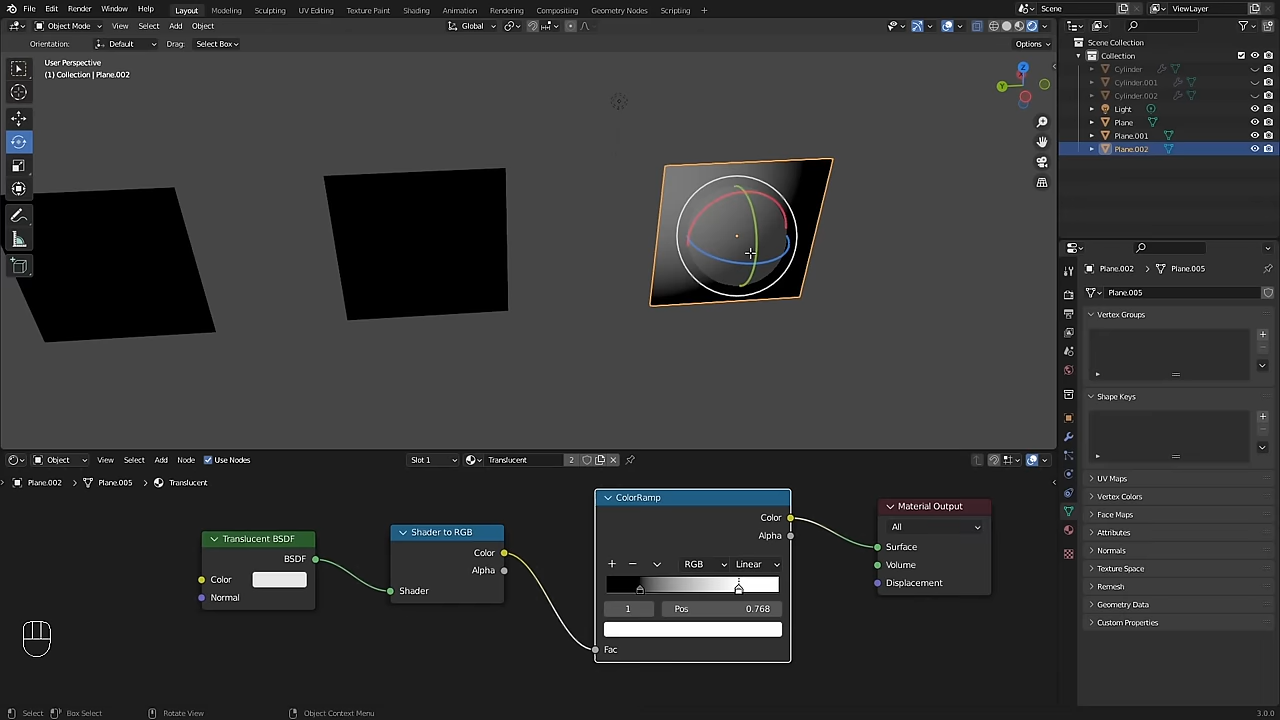 File Edit Render Window Help Layout Modeling Sculpting UV Editing Texture Paint Shading Animation Rendering Compositing Geometry Nodes Scripting + Scene ViewLayer
Object Mode View Select Add Object Global
Orientation: Default Drag: Select Box Options
User Perspective
(1) Collection | Plane.002
Z
Y
Scene Collection
Collection
Cylinder
Cylinder.001
Cylinder.002
Light
Plane
Plane.001
Plane.002
Plane.002 Plane.005
Plane.005
Vertex Groups
Shape Keys
UV Maps
Vertex Colors
Face Maps
Attributes
Normals
Texture Space
Remesh
Geometry Data
Custom Properties
Object View Select Add Node Use Nodes Slot 1 Translucent 2
Plane.002 Plane.005 Translucent
Translucent BSDF
BSDF
Color
Normal
Shader to RGB
Color
Alpha
Shader
ColorRamp
Color
Alpha
RGB Linear
1 Pos 0.768
Fac
Material Output
All
Surface
Volume
Displacement
Select Box Select Rotate View Object Context Menu 3.0.0